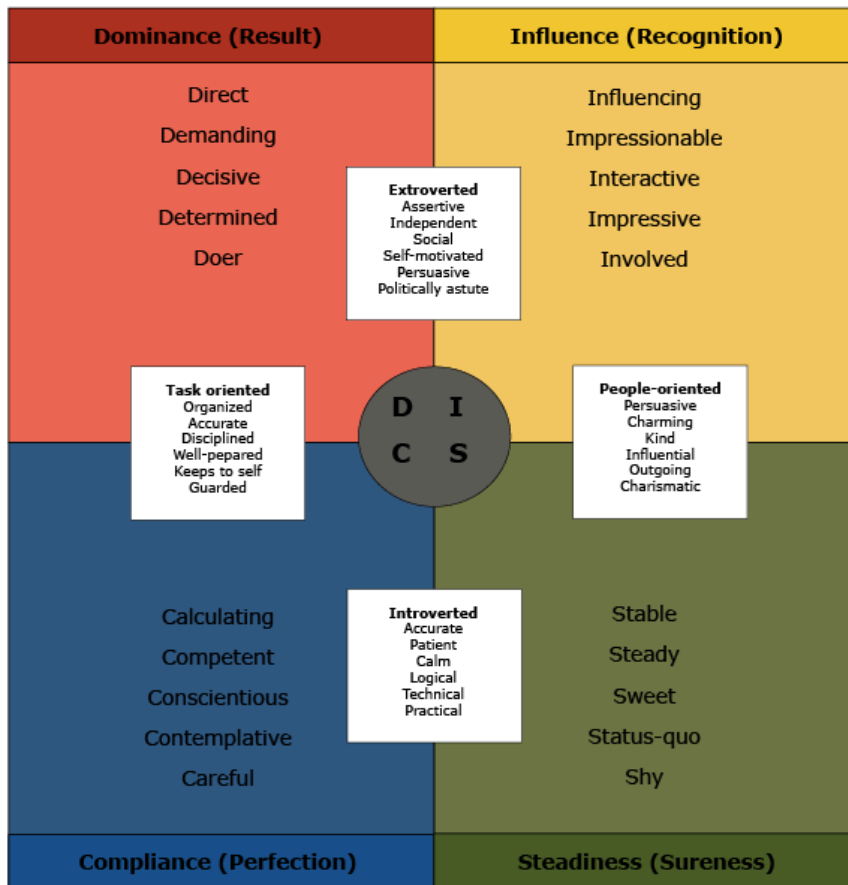 Dominance (Result)
Influence (Recognition)
Direct
Demanding
Decisive
Determined
Doer
Influencing
Impressionable
Interactive
Impressive
Involved
Extroverted
Assertive
Independent
Social
Self-motivated
Persuasive
Politically astute
Task oriented
Organized
Accurate
Disciplined
Well-pepared
Keeps to self
Guarded
D I
C S
People-oriented
Persuasive
Charming
Kind
Influential
Outgoing
Charismatic
Calculating
Competent
Conscientious
Contemplative
Careful
Introverted
Accurate
Patient
Calm
Logical
Technical
Practical
Stable
Steady
Sweet
Status-quo
Shy
Compliance (Perfection)
Steadiness (Sureness)